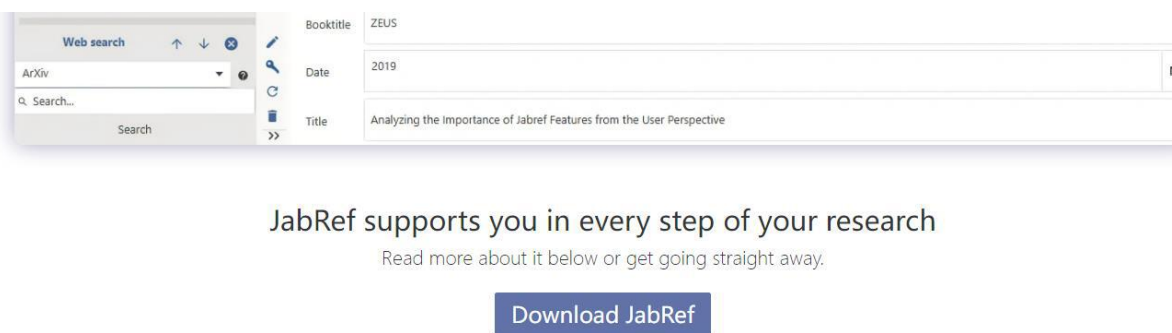 Web search
ArXiv
Search...
Search
Booktitle ZEUS
Date 2019
Title Analyzing the Importance of Jabref Features from the User Perspective
JabRef supports you in every step of your research
Read more about it below or get going straight away.
Download JabRef